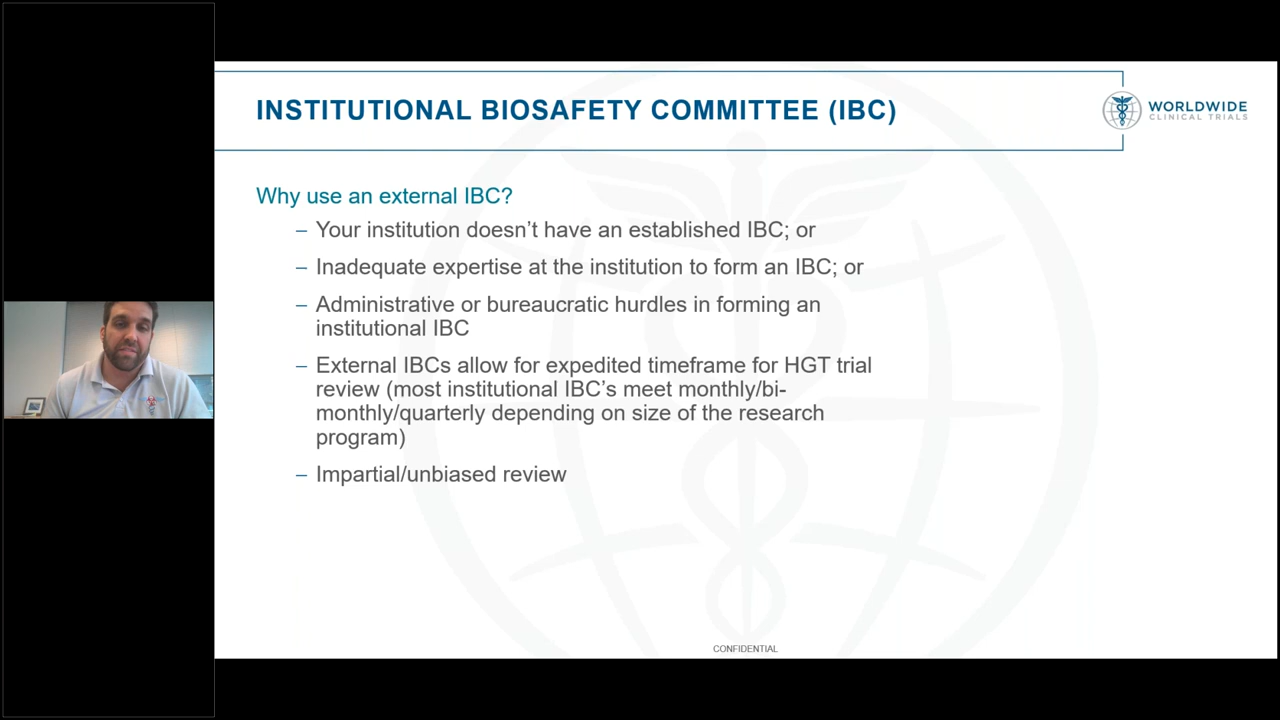 INSTITUTIONAL BIOSAFETY COMMITTEE (IBC)
WORLDWIDE
CLINICAL TRIALS
Why use an external IBC?
– Your institution doesn’t have an established IBC; or
– Inadequate expertise at the institution to form an IBC; or
– Administrative or bureaucratic hurdles in forming an
institutional IBC
– External IBCs allow for expedited timeframe for HGT trial
review (most institutional IBC’s meet monthly/bi-
monthly/quarterly depending on size of the research
program)
– Impartial/unbiased review
CONFIDENTIAL